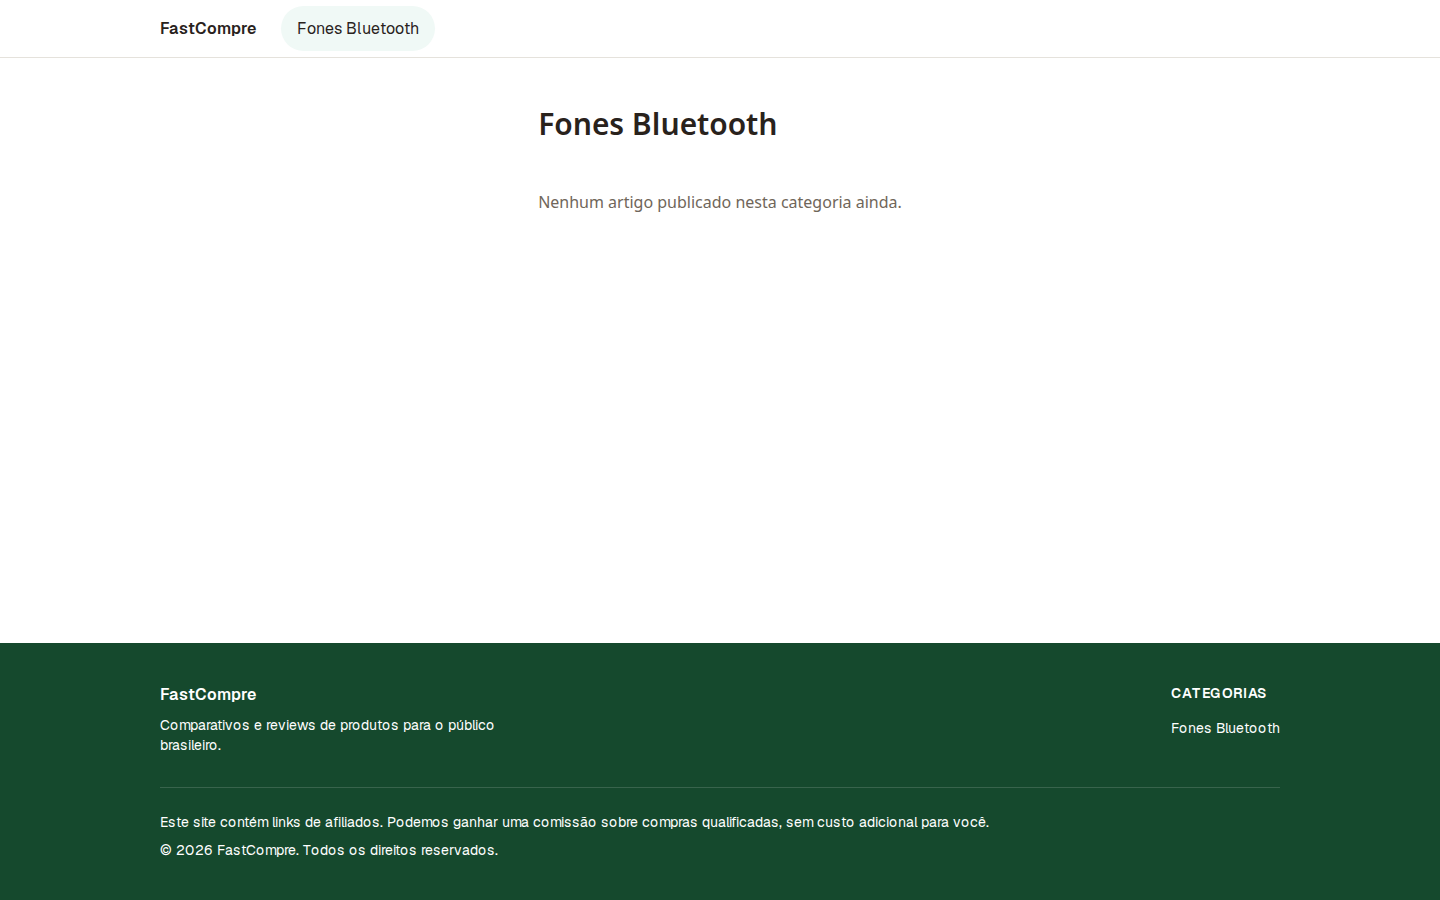 FastCompre
Fones Bluetooth
Fones Bluetooth
Nenhum artigo publicado nesta categoria ainda.
FastCompre
Comparativos e reviews de produtos para o público
brasileiro.
CATEGORIAS
Fones Bluetooth
Este site contém links de afiliados. Podemos ganhar uma comissão sobre compras qualificadas, sem custo adicional para você.
© 2026 FastCompre. Todos os direitos reservados.